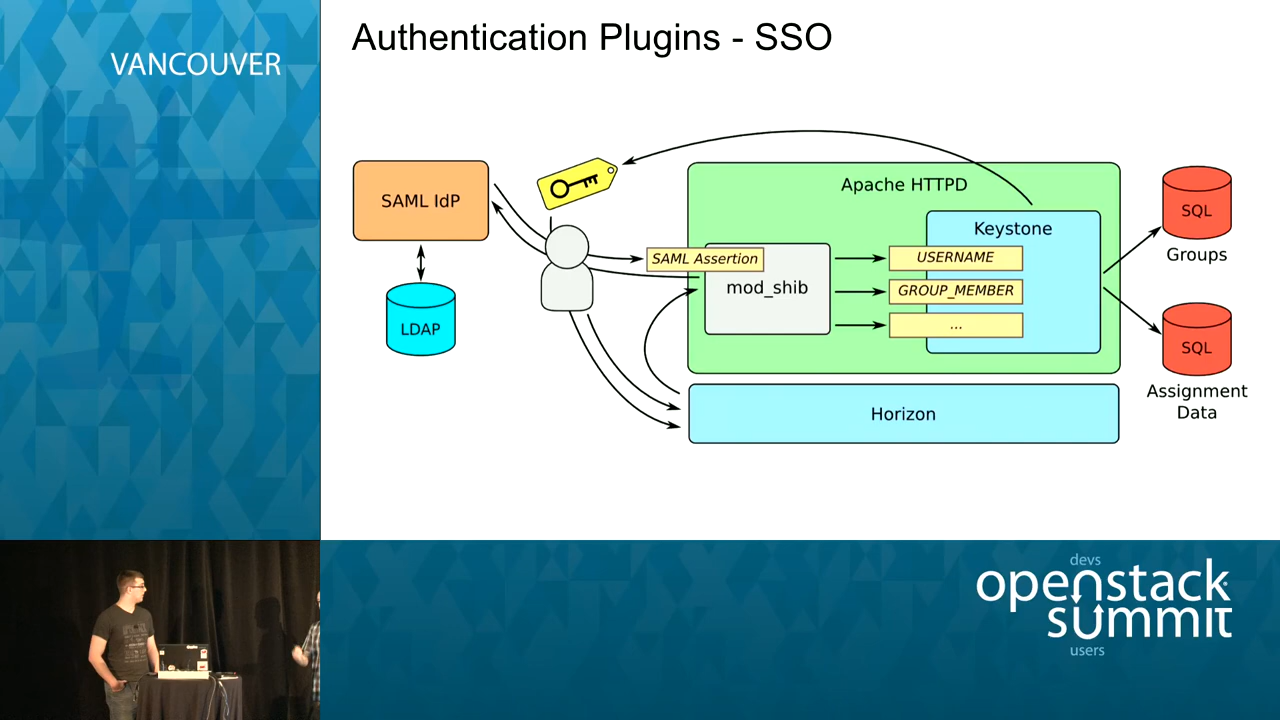 VANCOUVER
Authentication Plugins - SSO
SAML IdP
LDAP
Apache HTTPD
Keystone
SAML Assertion
mod_shib
USERNAME
GROUP_MEMBER
...
SQL
Groups
SQL
Assignment
Data
Horizon
devs
openstack
summit
users